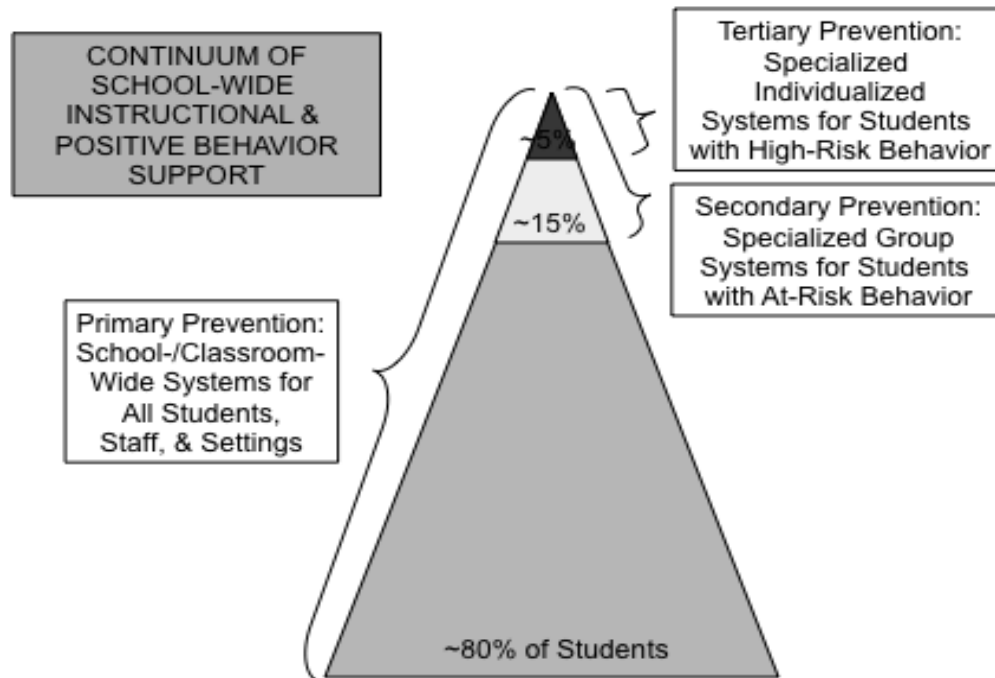 CONTINUUM OF
SCHOOL-WIDE
INSTRUCTIONAL &
POSITIVE BEHAVIOR
SUPPORT
Tertiary Prevention:
Specialized
Individualized
Systems for Students
with High-Risk Behavior
~5%
Secondary Prevention:
Specialized Group
Systems for Students
with At-Risk Behavior
~15%
Primary Prevention:
School-/Classroom-
Wide Systems for
All Students,
Staff, & Settings
~80% of Students